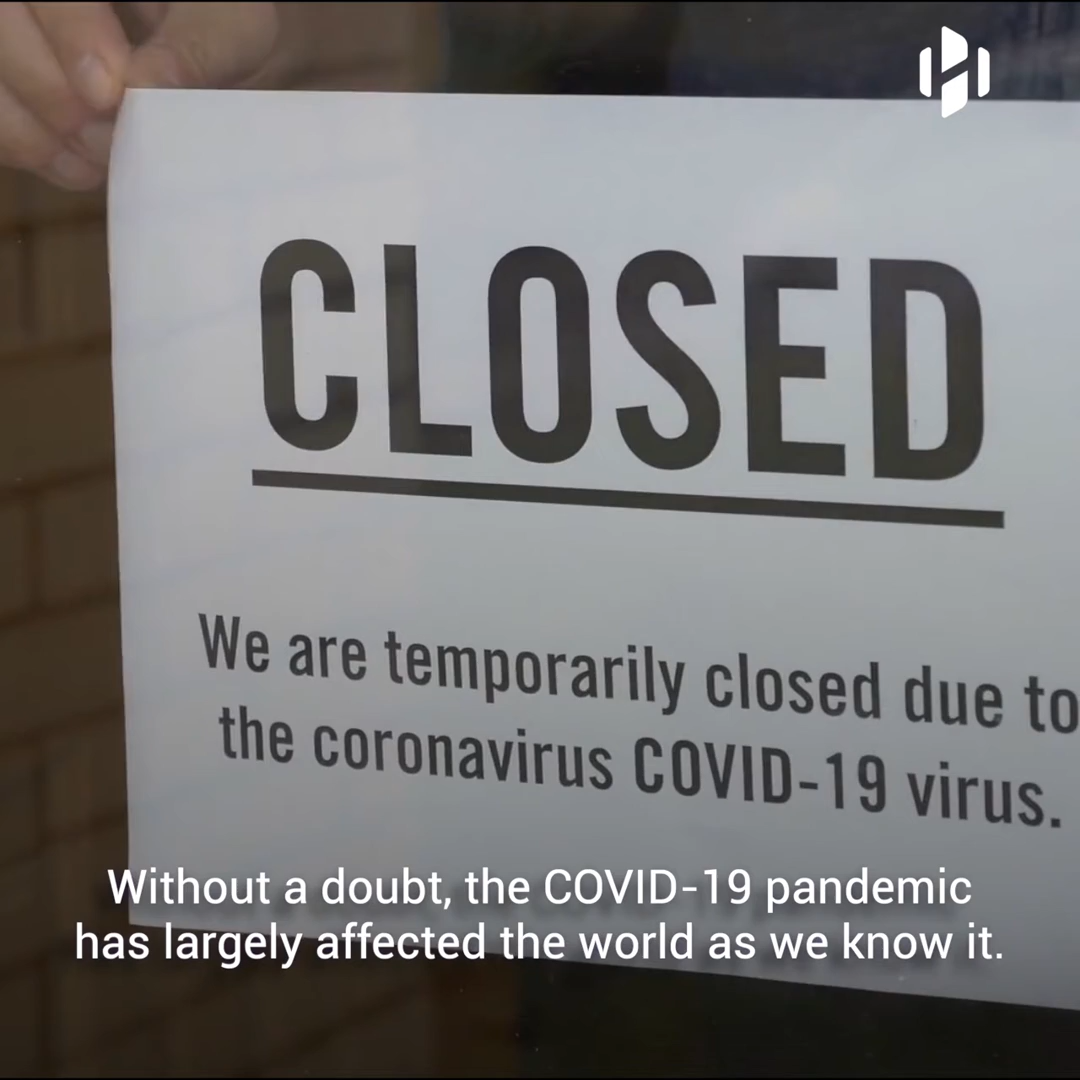 CLOSED
We are temporarily closed due to
the coronavirus COVID-19 virus.
Without a doubt, the COVID-19 pandemic
has largely affected the world as we know it.